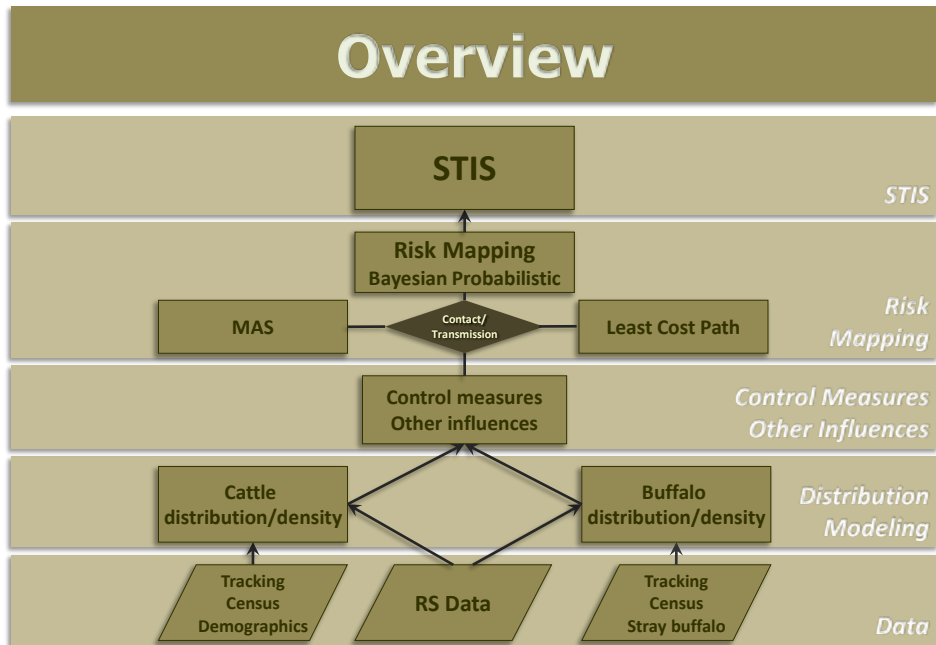 Overview
STIS
STIS
Risk Mapping
Bayesian Probabilistic
Contact/
Transmission
MAS
Least Cost Path
Risk
Mapping
Control measures
Other influences
Control Measures
Other Influences
Cattle
distribution/density
Buffalo
distribution/density
Distribution
Modeling
Tracking
Census
Demographics
RS Data
Tracking
Census
Stray buffalo
Data